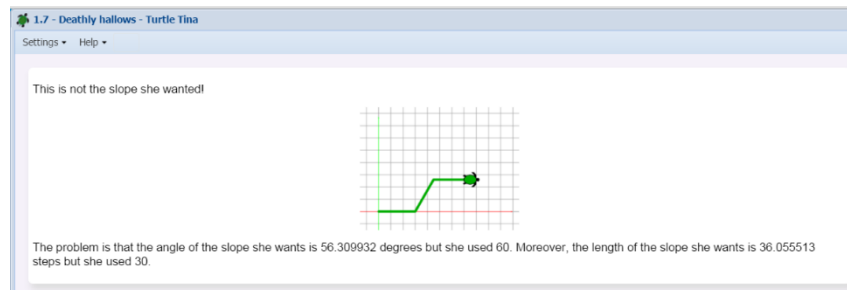 1.7 - Deathly hallows - Turtle Tina
Settings ▾ Help ▾
This is not the slope she wanted!
The problem is that the angle of the slope she wants is 56.309932 degrees but she used 60. Moreover, the length of the slope she wants is 36.055513
steps but she used 30.